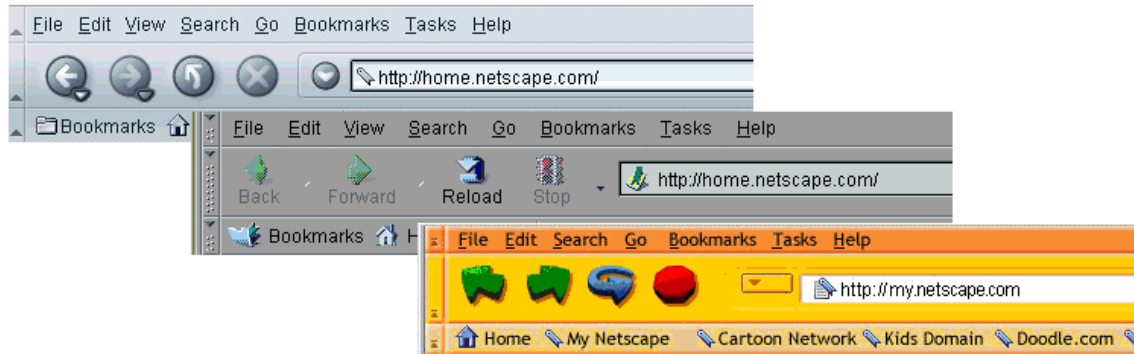 File Edit View Search Go Bookmarks Tasks Help
http://home.netscape.com/
Bookmarks
File Edit View Search Go Bookmarks Tasks Help
Back Forward Reload Stop http://home.netscape.com/
Bookmarks H
File Edit Search Go Bookmarks Tasks Help
http://my.netscape.com
Home My Netscape Cartoon Network Kids Domain Doodle.com